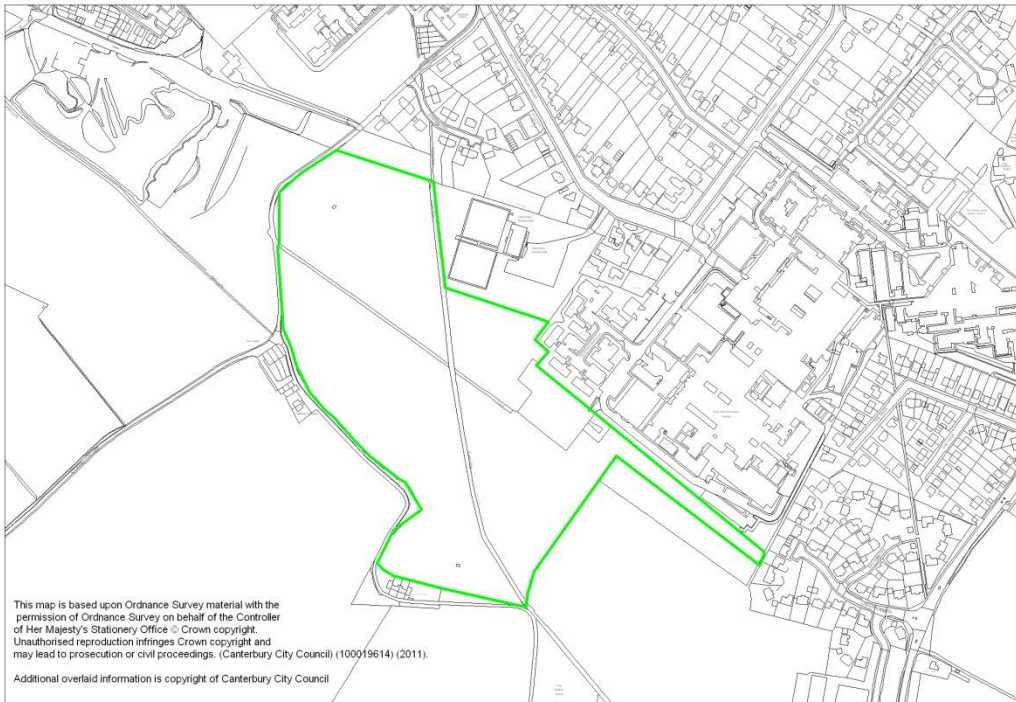 This map is based upon Ordnance Survey material with the
permission of Ordnance Survey on behalf of the Controller
of Her Majesty's Stationery Office © Crown copyright.
Unauthorised reproduction infringes Crown copyright and
may lead to prosecution or civil proceedings. (Canterbury City Council) (100019614) (2011).
Additional overlaid information is copyright of Canterbury City Council